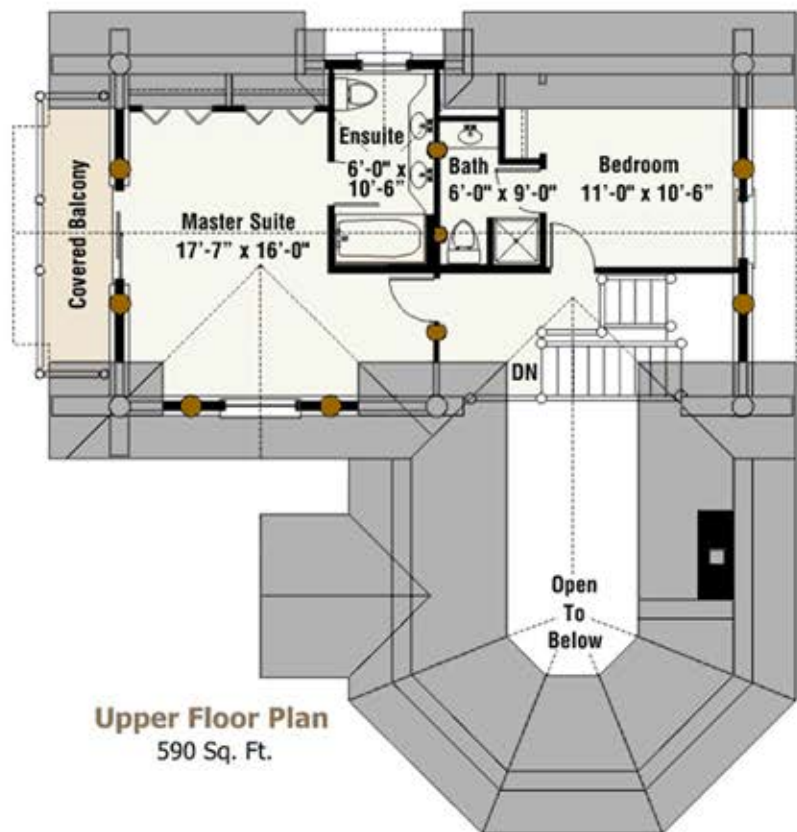 Ensuite
6'-0" x
10'-6"
Bath
6'-0" x 9'-0"
Bedroom
11'-0" x 10'-6"
Covered Balcony
Master Suite
17'-7" x 16'-0"
DN
Open
To
Below
Upper Floor Plan
590 Sq. Ft.